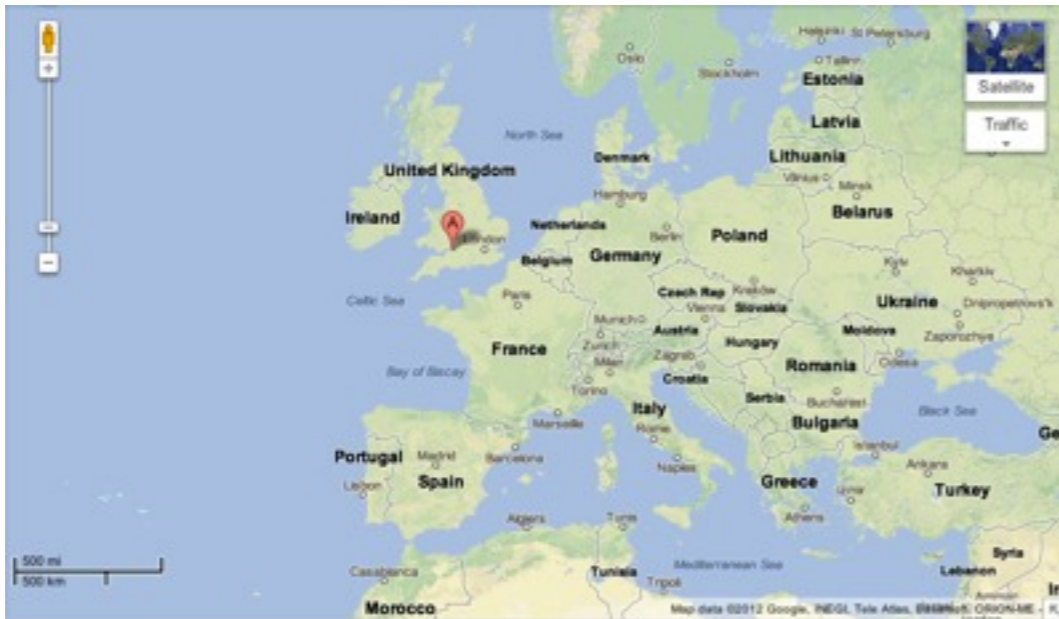 Helsinki
St Petersburg
Oslo
Stockholm
Tallinn
Estonia
Satellite
North Sea
Latvia
Traffic
Denmark
Lithuania
United Kingdom
Vilnius
Minsk
Hamburg
Ireland
Belarus
A
Netherlands
London
Berlin
Poland
Germany
Belgium
Kyiv
Kharkiv
Celtic Sea
Paris
Czech Rep
Kraków
Ukraine
Vienna
Slovakia
Munich
Austria
Moldova
Zaporozhye
Hungary
Zurich
France
Zagreb
Milan
Odesa
Romania
Bay of Biscay
Croatia
Torino
Serbia
Bucharest
Italy
Black Sea
Marseille
Rome
Bulgaria
Istanbul
Portugal
Madrid
Barcelona
Naples
Ankara
Lisbon
Spain
Greece
Izmir
Turkey
Algiers
Tunis
Athens
500 mi
500 km
Casablanca
Tunisia
Mediterranean Sea
Syria
Lebanon
Tripoli
Morocco
Map data ©2012 Google, INEGI, Tele Atlas, Basarsoft, ORION-ME -